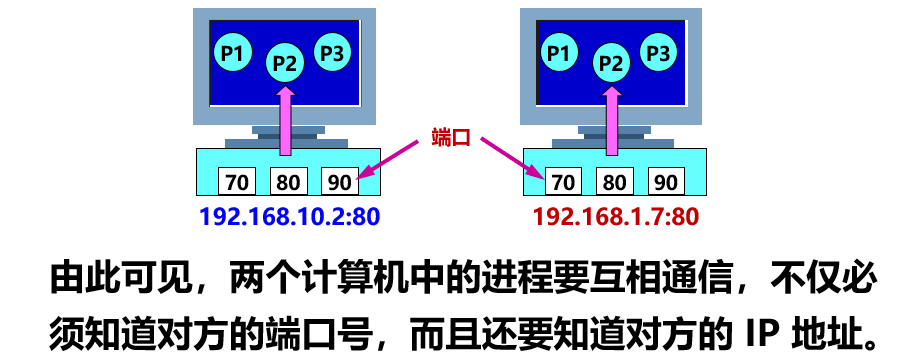 P1 P2 P3
P1 P2 P3
端口
70 80 90
70 80 90
192.168.10.2:80
192.168.1.7:80
由此可见，两个计算机中的进程要互相通信，不仅必
须知道对方的端口号，而且还要知道对方的 IP 地址。